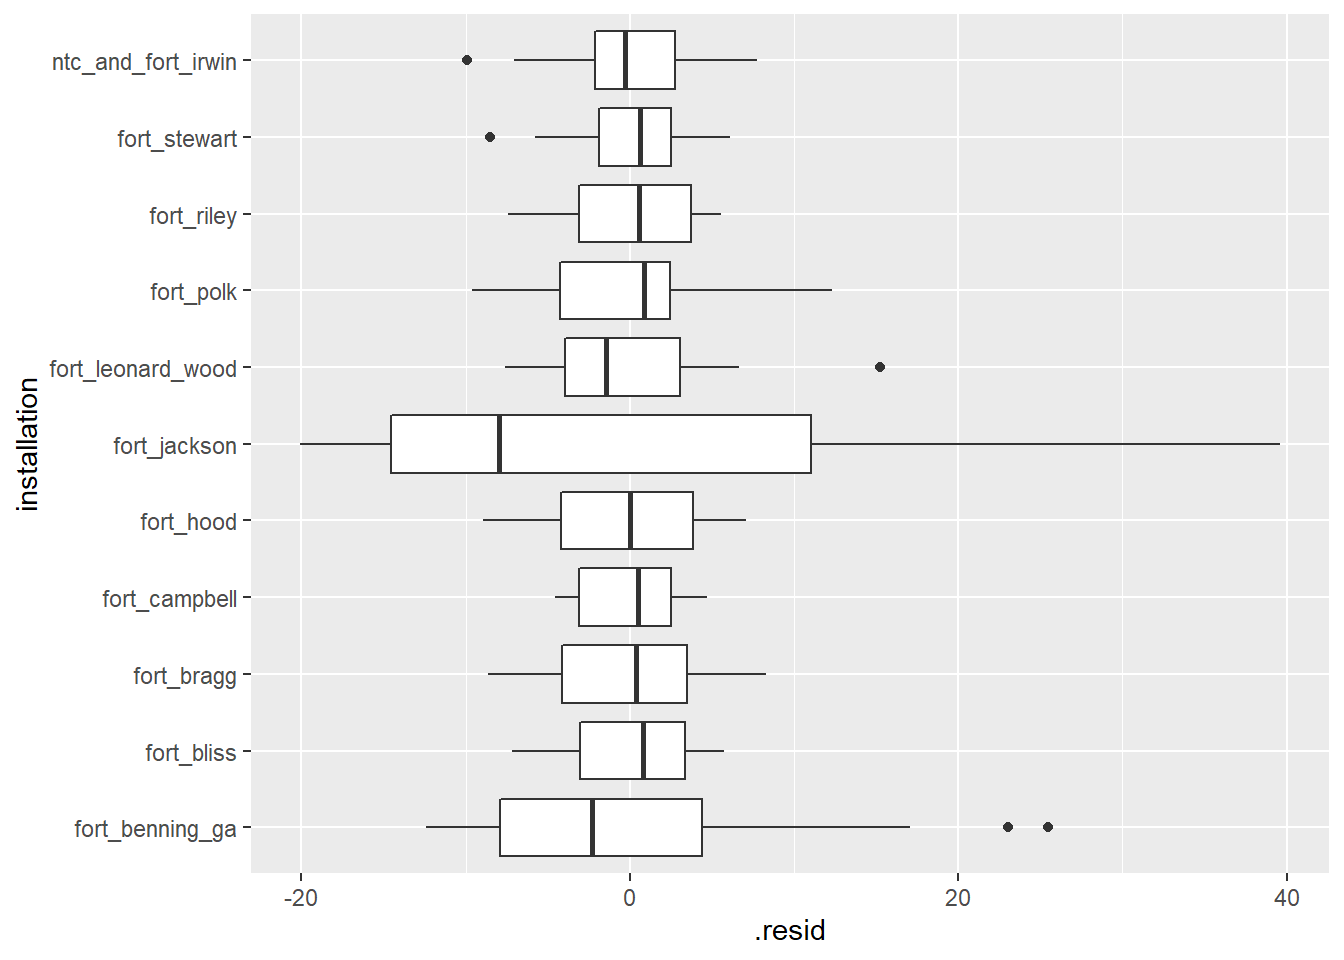 ntc_and_fort_irwin
fort_stewart
fort_riley
fort_polk
fort_leonard_wood
fort_jackson
fort_hood
fort_campbell
fort_bragg
fort_bliss
fort_benning_ga
installation
-20 0 20 40
.resid